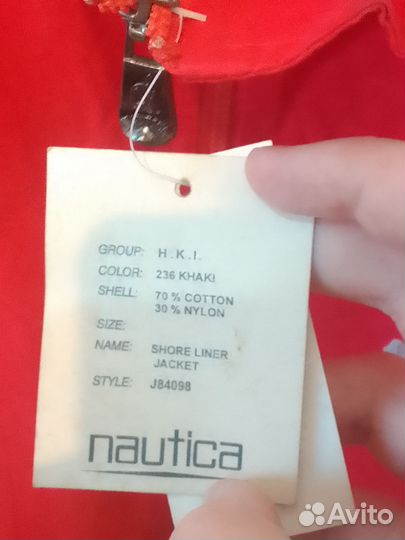 GROUP: H.K.I.
COLOR: 236 KHAKI
SHELL: 70% COTTON
30% NYLON
SIZE:
NAME: SHORE LINER
JACKET
STYLE: J84098
nautica
Avito